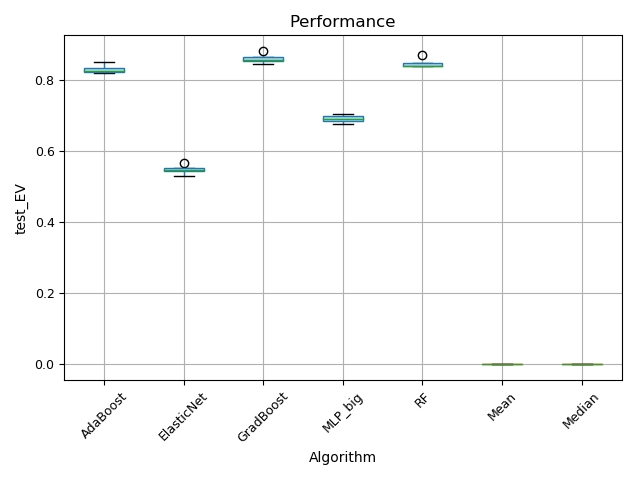 Performance
test_EV
0.8
0.6
0.4
0.2
0.0
AdaBoost
ElasticNet
GradBoost
MLP_big
RF
Mean
Median
Algorithm